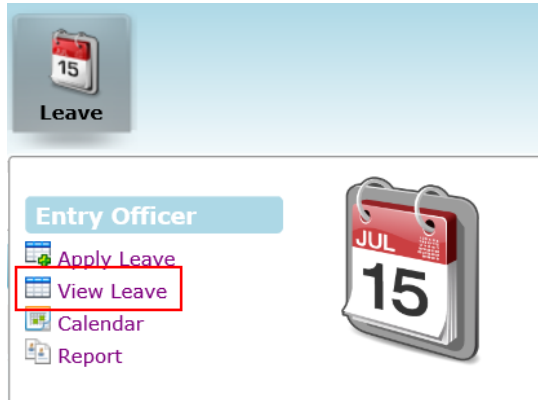 15
Leave
Entry Officer
Apply Leave
View Leave
Calendar
Report
JUL
15